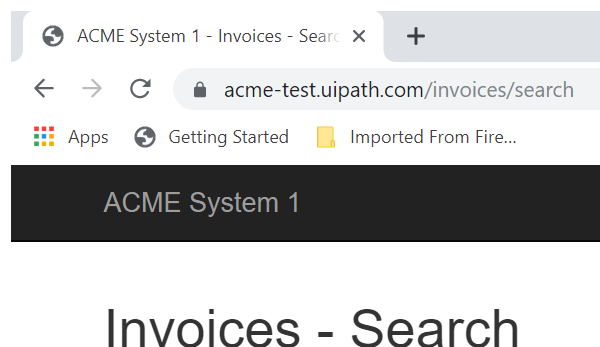 ACME System 1 - Invoices - Sear
acme-test.uipath.com/invoices/search
Apps Getting Started Imported From Fire...
ACME System 1
Invoices - Search